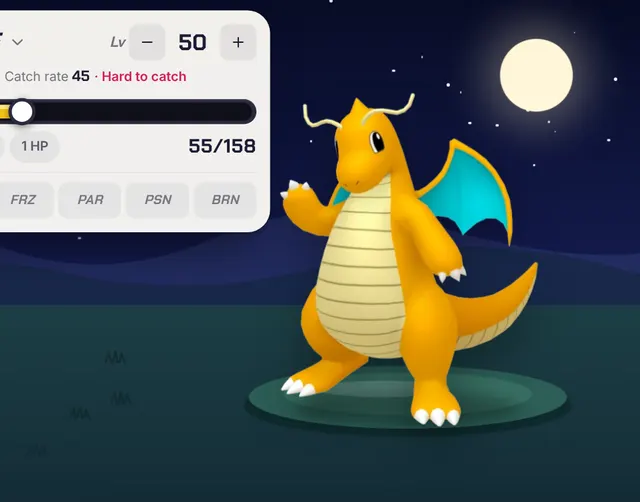 Lv − 50 +
Catch rate 45 · Hard to catch
1 HP 55/158
FRZ PAR PSN BRN